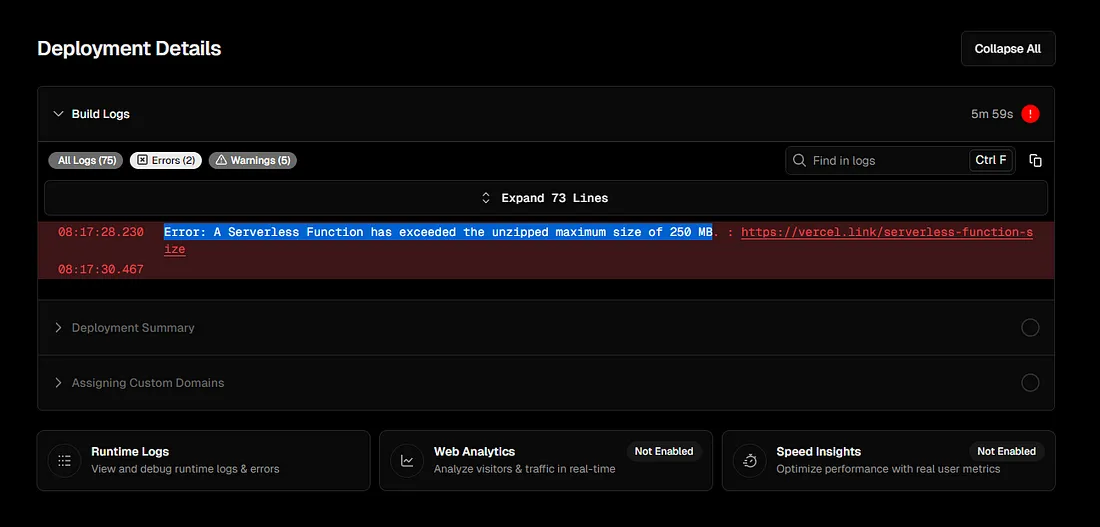 Deployment Details
Collapse All
Build Logs
5m 59s
All Logs (75)
Errors (2)
Warnings (5)
Find in logs
Ctrl F
Expand 73 Lines
08:17:28.230 Error: A Serverless Function has exceeded the unzipped maximum size of 250 MB. : https://vercel.link/serverless-function-s
ize
08:17:30.467
Deployment Summary
Assigning Custom Domains
Runtime Logs
View and debug runtime logs & errors
Web Analytics
Not Enabled
Analyze visitors & traffic in real-time
Speed Insights
Not Enabled
Optimize performance with real user metrics